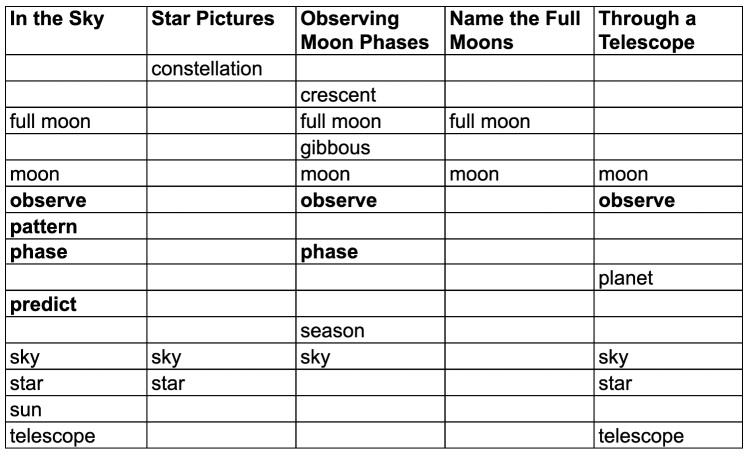 In the Sky Star Pictures Observing Name the Full Through a
Moon Phases Moons Telescope
constellation
crescent
full moon full moon full moon
gibbous
moon moon moon moon
observe observe observe
pattern
phase phase
planet
predict
season
sky sky sky sky
star star star
sun
telescope telescope